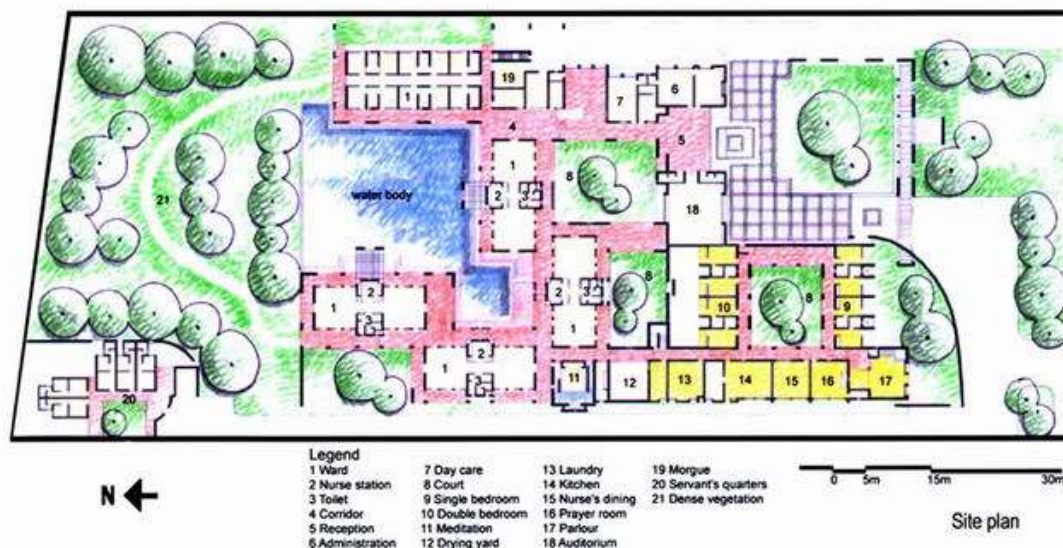 19
7
6
4
5
1
8
2
3
18
water body
21
2
8
1
3
2
3
10
8
9
1
2
1
3
11
12
13
14
15
16
17
20
Legend
1 Ward
2 Nurse station
3 Toilet
4 Corridor
5 Reception
6 Administration
7 Day care
8 Court
9 Single bedroom
10 Double bedroom
11 Meditation
12 Drying yard
13 Laundry
14 Kitchen
15 Nurse's dining
16 Prayer room
17 Parlour
18 Auditorium
19 Morgue
20 Servant's quarters
21 Dense vegetation
N
0 5m 15m 30m
Site plan